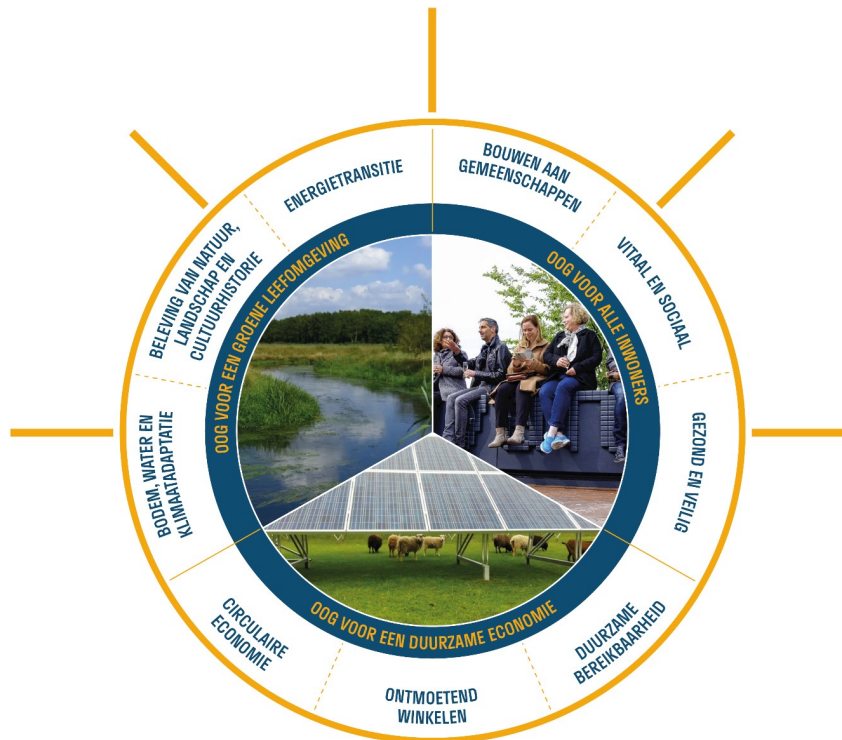 ENERGIETRANSITIE
BOUWEN AAN
GEMEENSCHAPPEN
VITAAL EN SOCIAAL
GEZOND EN VEILIG
DUURZAME
BEREIKBAARHEID
ONTMOETEND
WINKELEN
CIRCULAIRE
ECONOMIE
BODEM, WATER EN
KLIMAATADAPTATIE
BELEVING VAN NATUUR,
LANDSCHAP EN
CULTUURHISTORIE
OOG VOOR EEN GROENE LEEFOMGEVING
OOG VOOR ALLE INWONERS
OOG VOOR EEN DUURZAME ECONOMIE